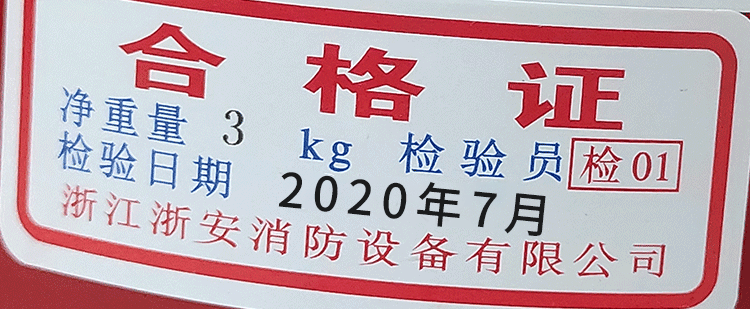 合格证
净重量 3 kg 检验员 检01
检验日期 2020年7月
浙江浙安消防设备有限公司